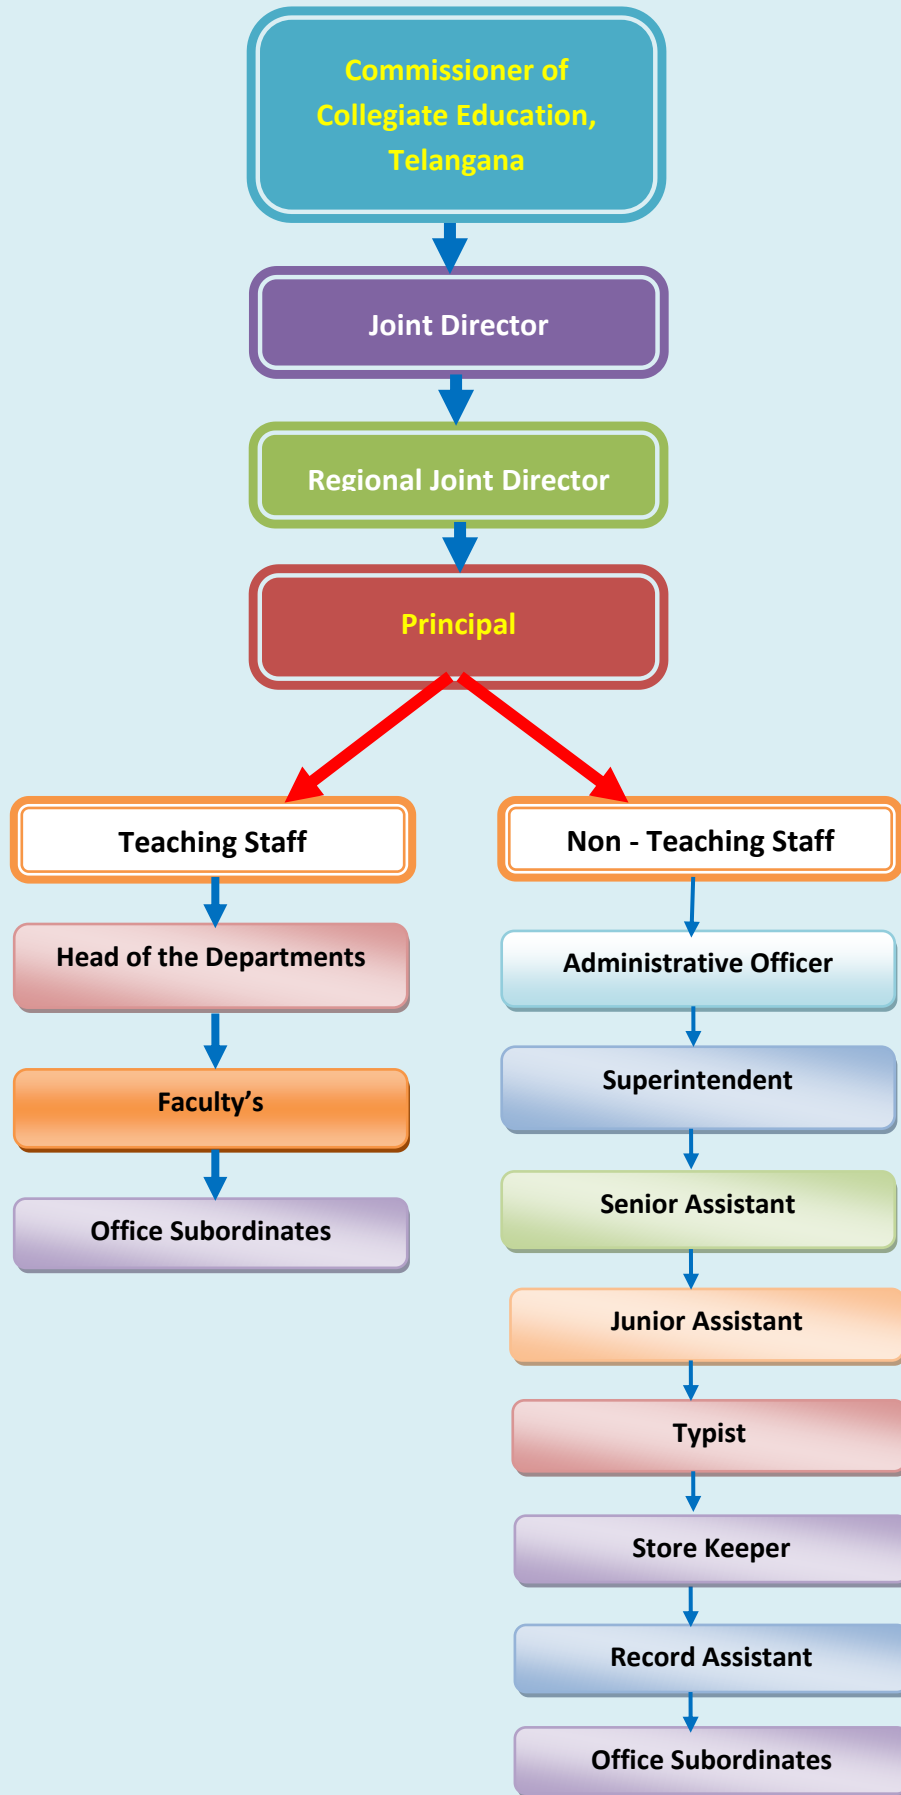 Commissioner of
Collegiate Education,
Telangana
Joint Director
Regional Joint Director
Principal
Teaching Staff
Head of the Departments
Faculty’s
Office Subordinates
Non - Teaching Staff
Administrative Officer
Superintendent
Senior Assistant
Junior Assistant
Typist
Store Keeper
Record Assistant
Office Subordinates